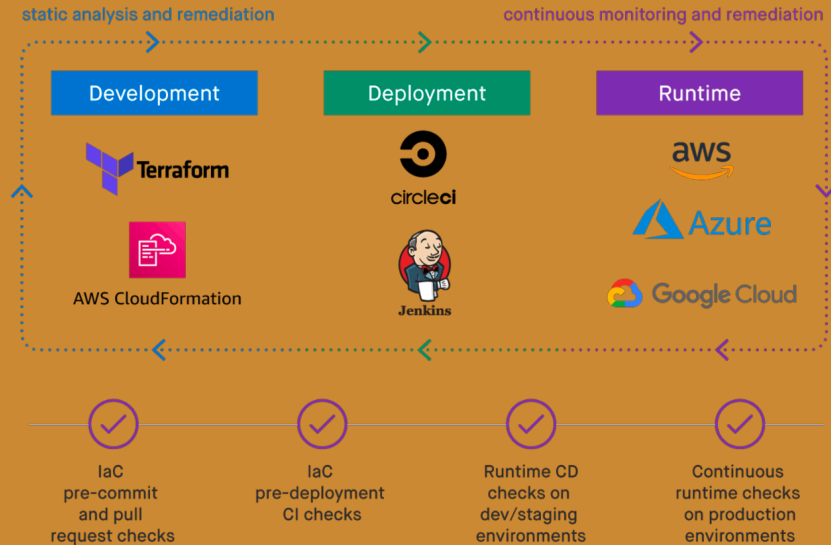 static analysis and remediation
continuous monitoring and remediation
Development
Deployment
Runtime
Terraform
circleci
aws
Azure
AWS CloudFormation
Jenkins
Google Cloud
IaC
pre-commit
and pull
request checks
IaC
pre-deployment
CI checks
Runtime CD
checks on
dev/staging
environments
Continuous
runtime checks
on production
environments